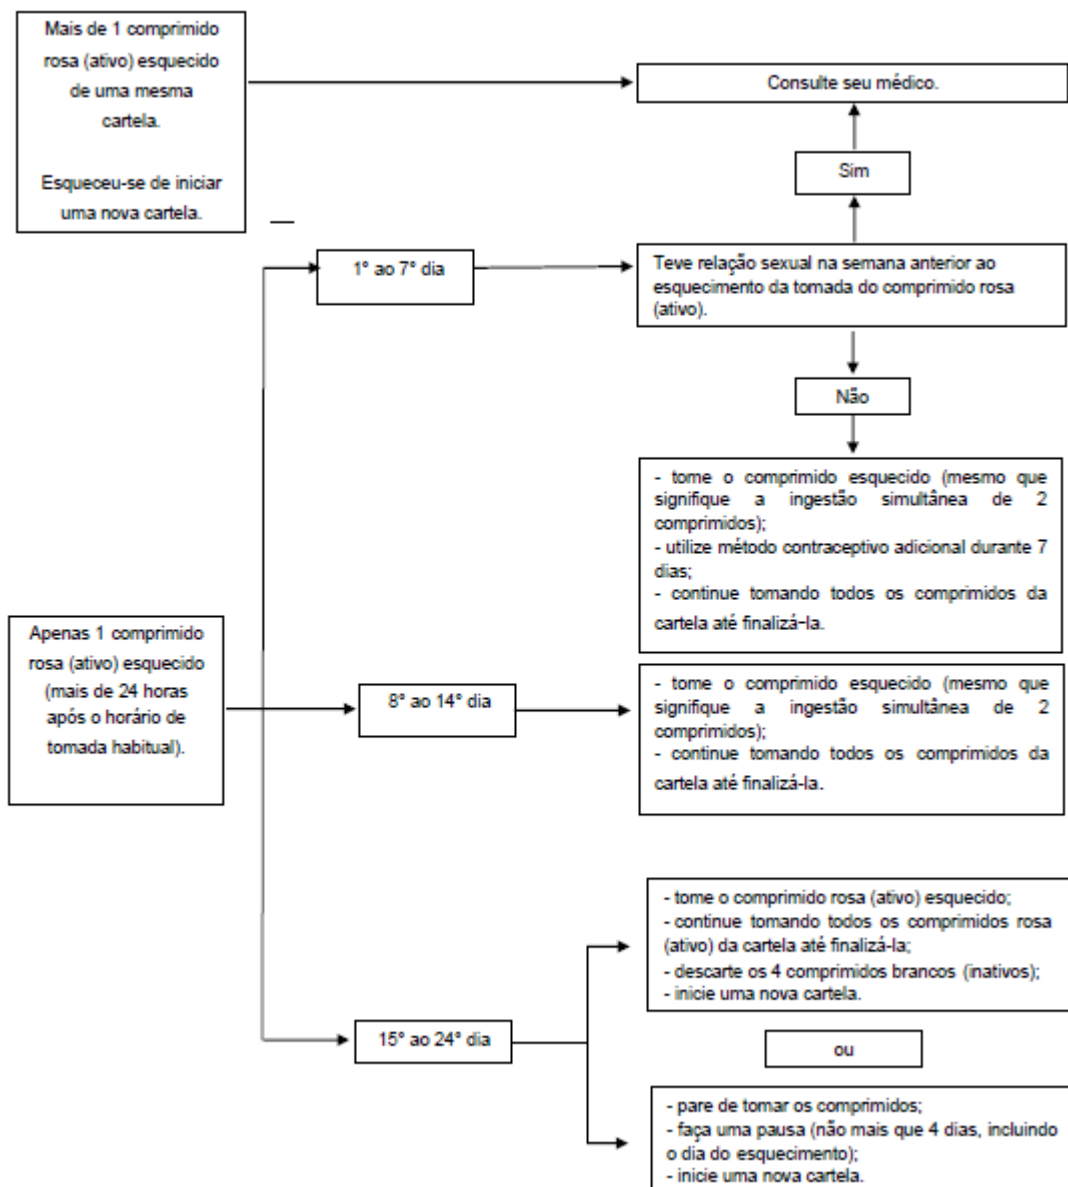 Mais de 1 comprimido
rosa (ativo) esquecido
de uma mesma
cartela.
Esqueceu-se de iniciar
uma nova cartela.
Consulte seu médico.
Sim
1° ao 7° dia
Teve relação sexual na semana anterior ao
esquecimento da tomada do comprimido rosa
(ativo).
Não
- tome o comprimido esquecido (mesmo que
signifique a ingestão simultânea de 2
comprimidos);
- utilize método contraceptivo adicional durante 7
dias;
- continue tomando todos os comprimidos da
cartela até finalizá-la.
Apenas 1 comprimido
rosa (ativo) esquecido
(mais de 24 horas
após o horário de
tomada habitual).
8° ao 14° dia
- tome o comprimido esquecido (mesmo que
signifique a ingestão simultânea de 2
comprimidos);
- continue tomando todos os comprimidos da
cartela até finalizá-la.
15° ao 24° dia
- tome o comprimido rosa (ativo) esquecido;
- continue tomando todos os comprimidos rosa
(ativo) da cartela até finalizá-la;
- descarte os 4 comprimidos brancos (inativos);
- inicie uma nova cartela.
ou
- pare de tomar os comprimidos;
- faça uma pausa (não mais que 4 dias, incluindo
o dia do esquecimento);
- inicie uma nova cartela.